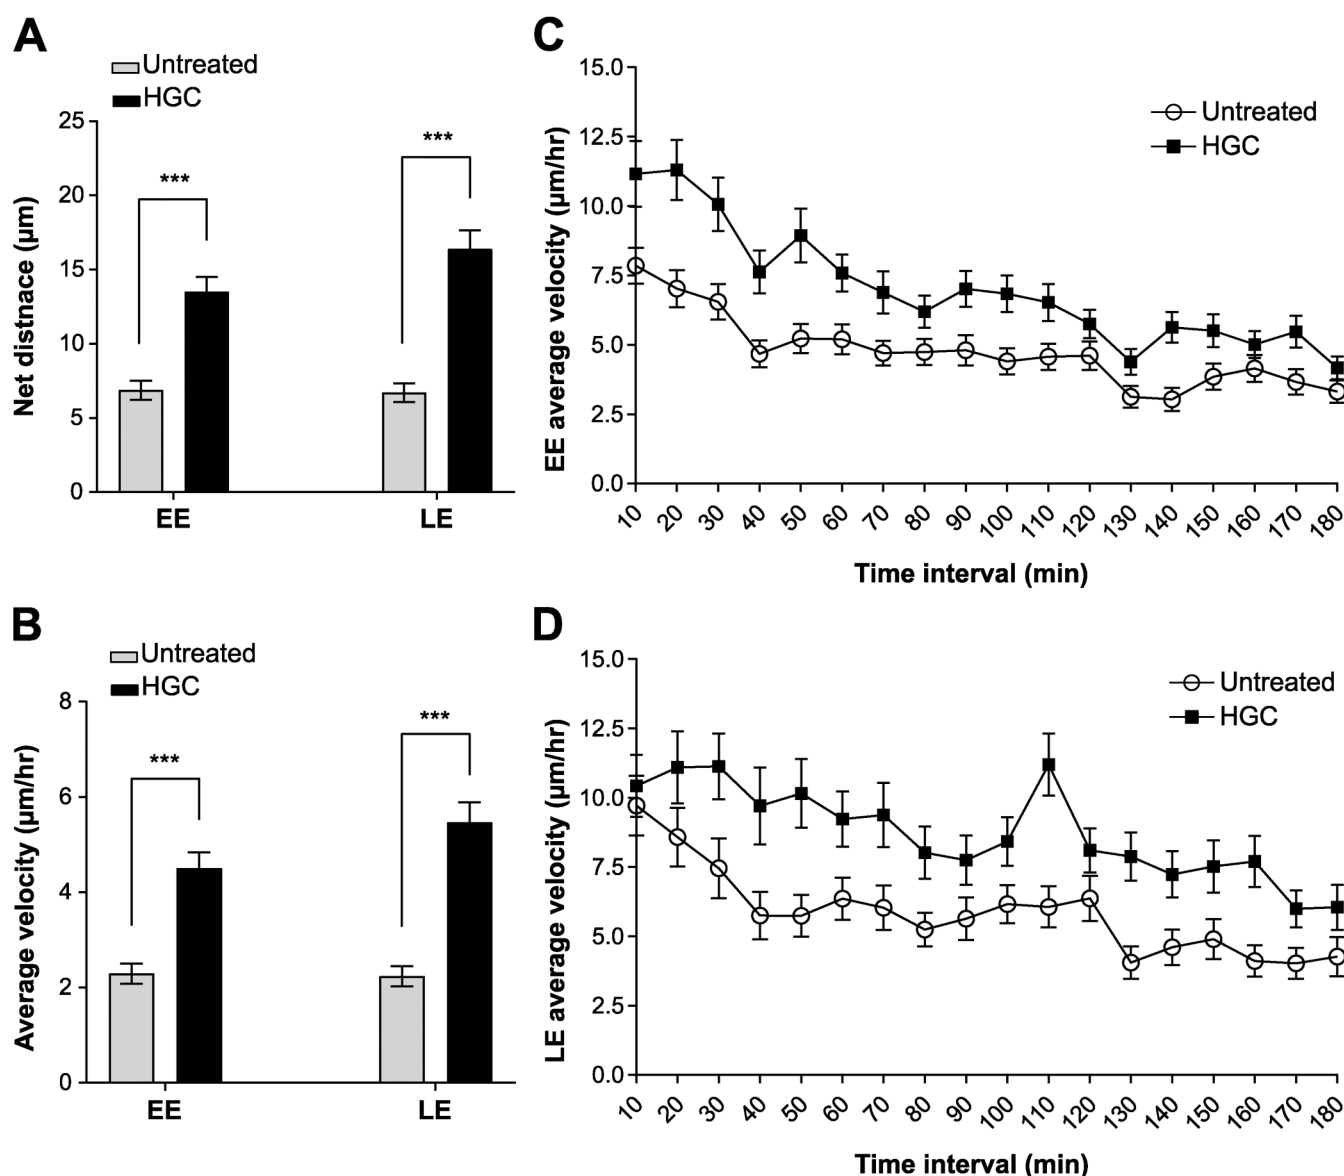 A
Untreated
HGC
25
20
15
10
5
0
Net distnace (µm)
***
***
EE
LE
B
Untreated
HGC
8
6
4
2
0
Average velocity (µm/hr)
***
***
EE
LE
C
Untreated
HGC
15.0
12.5
10.0
7.5
5.0
2.5
0.0
EE average velocity (µm/hr)
10 20 30 40 50 60 70 80 90 100 110 120 130 140 150 160 170 180
Time interval (min)
D
Untreated
HGC
15.0
12.5
10.0
7.5
5.0
2.5
0.0
LE average velocity (µm/hr)
10 20 30 40 50 60 70 80 90 100 110 120 130 140 150 160 170 180
Time interval (min)